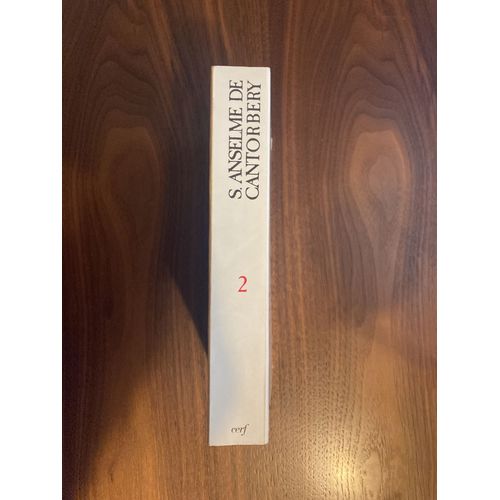 S. ANSELME DE
CANTORBERY
2
cerf